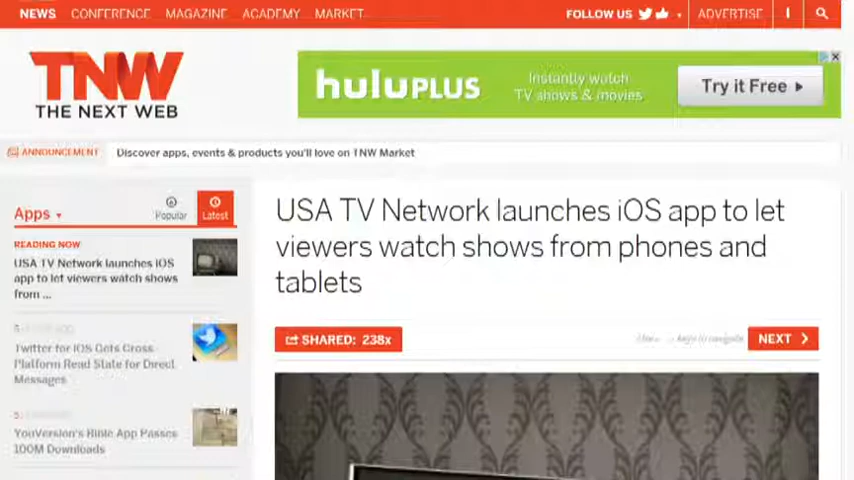 NEWS CONFERENCE MAGAZINE ACADEMY MARKET FOLLOW US ADVERTISE
TNW
THE NEXT WEB
huluPLUS
Instantly watch
TV shows & movies
Try it Free
ANNOUNCEMENT Discover apps, events & products you'll love on TNW Market
Apps
Popular
Latest
READING NOW
USA TV Network launches iOS
app to let viewers watch shows
from ...
Twitter for iOS Gets Cross
Platform Read State for Direct
Messages
YouVersion's Bible App Passes
100M Downloads
USA TV Network launches iOS app to let
viewers watch shows from phones and
tablets
SHARED: 238x
keys to navigate
NEXT